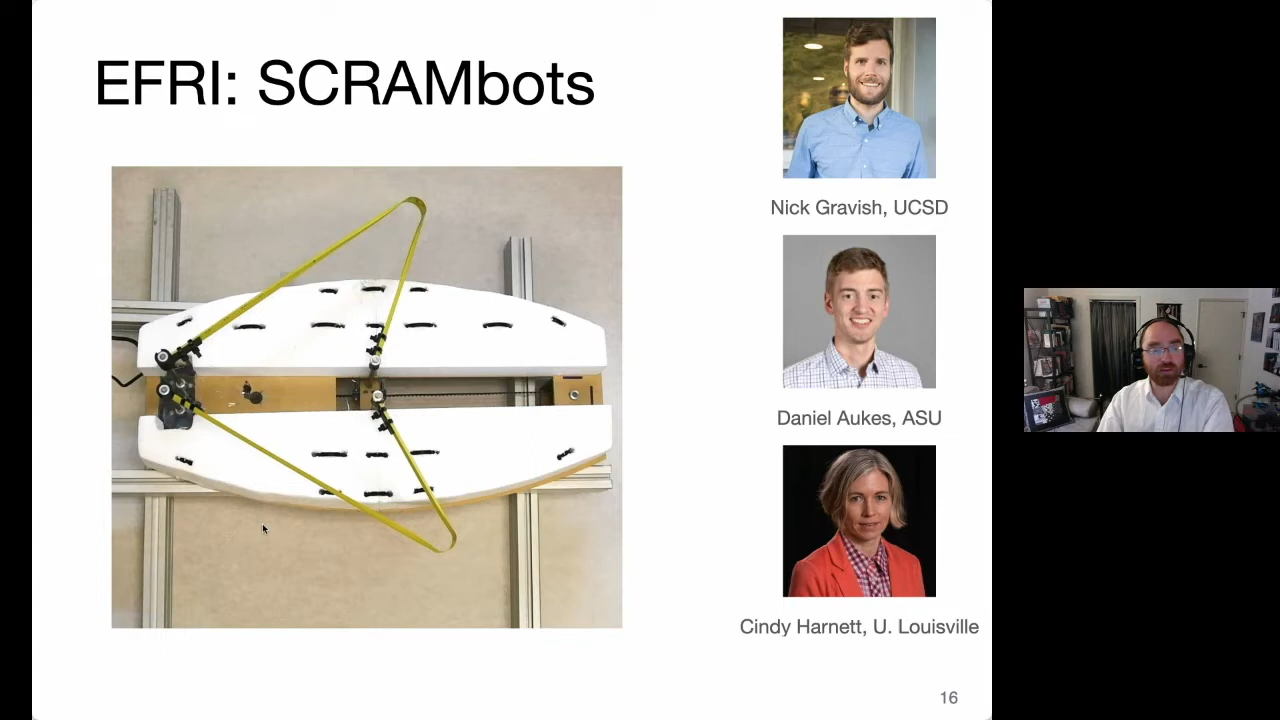 EFRI: SCRAMbots
Nick Gravish, UCSD
Daniel Aukes, ASU
Cindy Harnett, U. Louisville
16